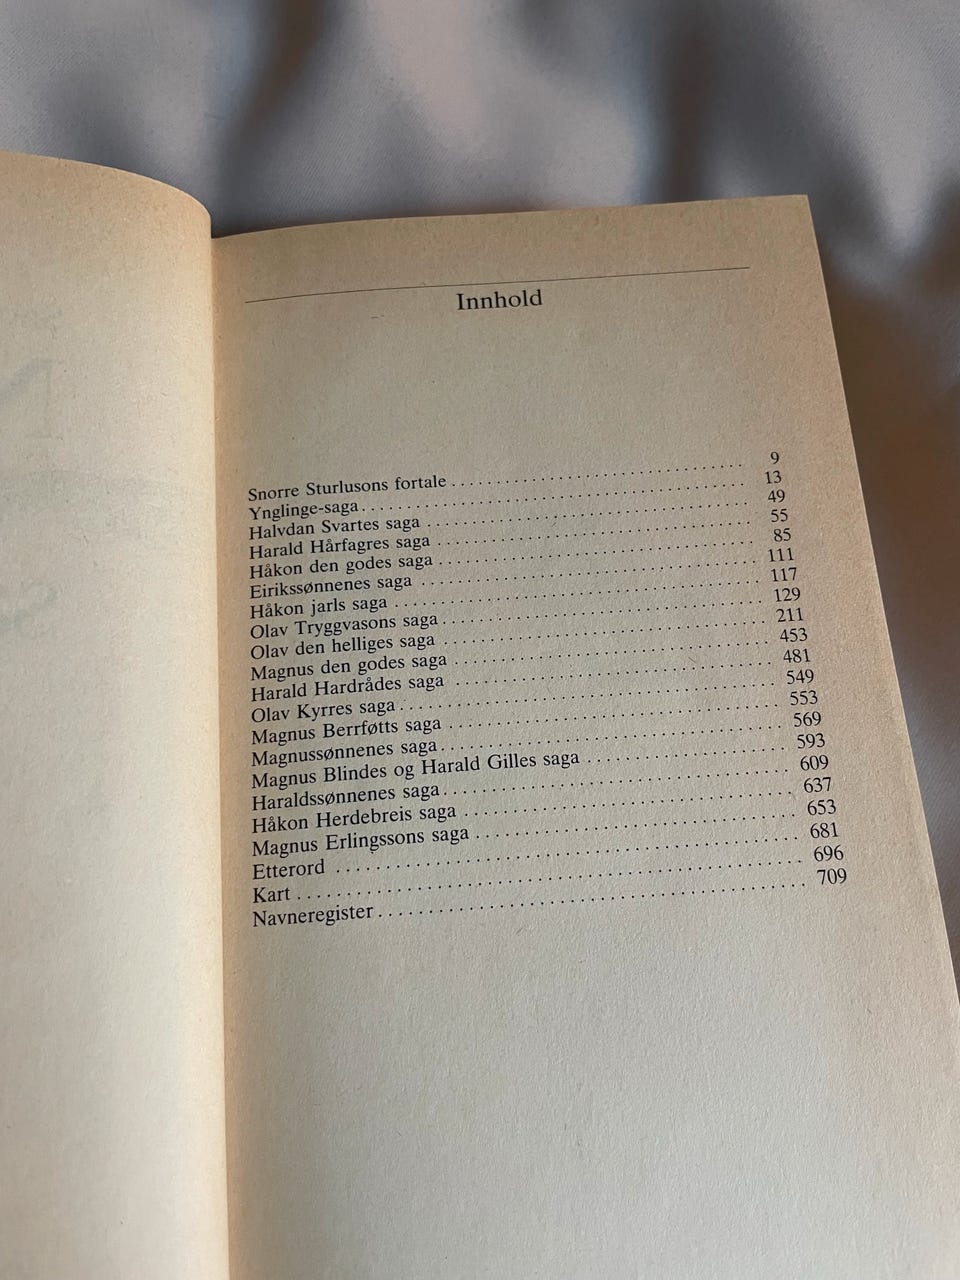 Innhold
Snorre Sturlusons fortale . . . . . . . . . . . . . . . . . . . . . . . . . . . . . 9
Ynglinge-saga . . . . . . . . . . . . . . . . . . . . . . . . . . . . . 13
Halvdan Svartes saga . . . . . . . . . . . . . . . . . . . . . . . . . . . . . 49
Harald Hårfagres saga . . . . . . . . . . . . . . . . . . . . . . . . . . . . . 55
Håkon den godes saga . . . . . . . . . . . . . . . . . . . . . . . . . . . . . 85
Eirikssønnenes saga . . . . . . . . . . . . . . . . . . . . . . . . . . . . . 111
Håkon jarls saga . . . . . . . . . . . . . . . . . . . . . . . . . . . . . 117
Olav Tryggvasons saga . . . . . . . . . . . . . . . . . . . . . . . . . . . . . 129
Olav den helliges saga . . . . . . . . . . . . . . . . . . . . . . . . . . . . . 211
Magnus den godes saga . . . . . . . . . . . . . . . . . . . . . . . . . . . . . 453
Harald Hardrådes saga . . . . . . . . . . . . . . . . . . . . . . . . . . . . . 481
Olav Kyrres saga . . . . . . . . . . . . . . . . . . . . . . . . . . . . . 549
Magnus Berrføtts saga . . . . . . . . . . . . . . . . . . . . . . . . . . . . . 553
Magnussønnenes saga . . . . . . . . . . . . . . . . . . . . . . . . . . . . . 569
Magnus Blindes og Harald Gilles saga . . . . . . . . . . . . . . . . . 593
Haraldssønnenes saga . . . . . . . . . . . . . . . . . . . . . . . . . . . . . 609
Håkon Herdebreis saga . . . . . . . . . . . . . . . . . . . . . . . . . . . . . 637
Magnus Erlingssons saga . . . . . . . . . . . . . . . . . . . . . . . . . . . . . 653
Etterord . . . . . . . . . . . . . . . . . . . . . . . . . . . . . 681
Kart . . . . . . . . . . . . . . . . . . . . . . . . . . . . . 696
Navneregister . . . . . . . . . . . . . . . . . . . . . . . . . . . . . 709